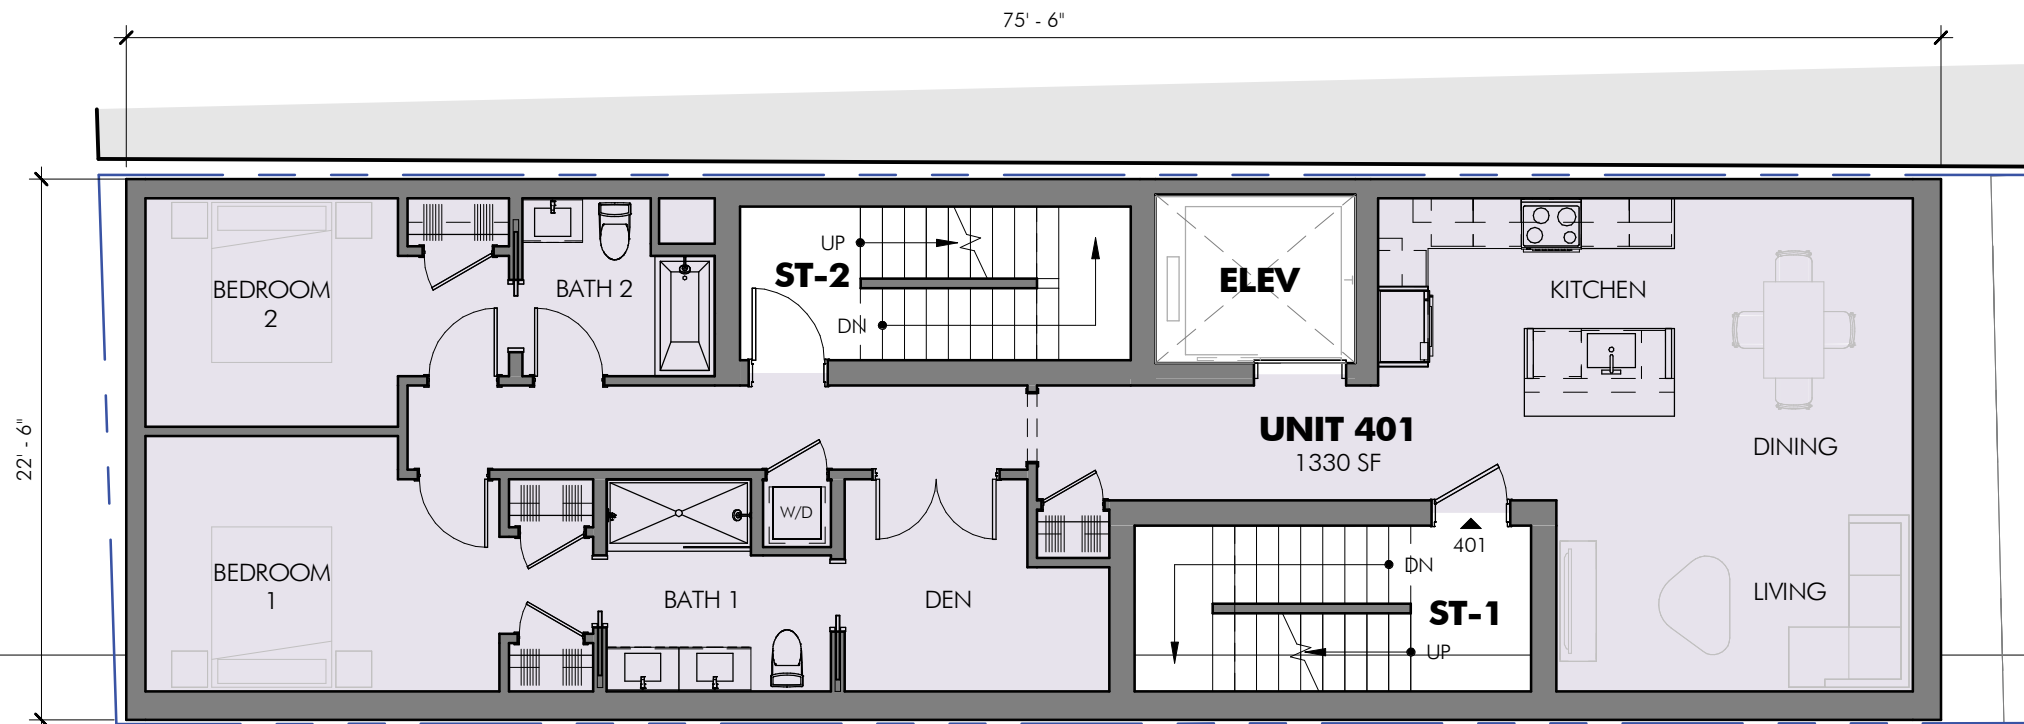 75' - 6"
22' - 6"
BEDROOM
2
BATH 2
UP
ST-2
DN
ELEV
KITCHEN
UNIT 401
1330 SF
DINING
W/D
BEDROOM
1
BATH 1
DEN
401
DN
ST-1
UP
LIVING